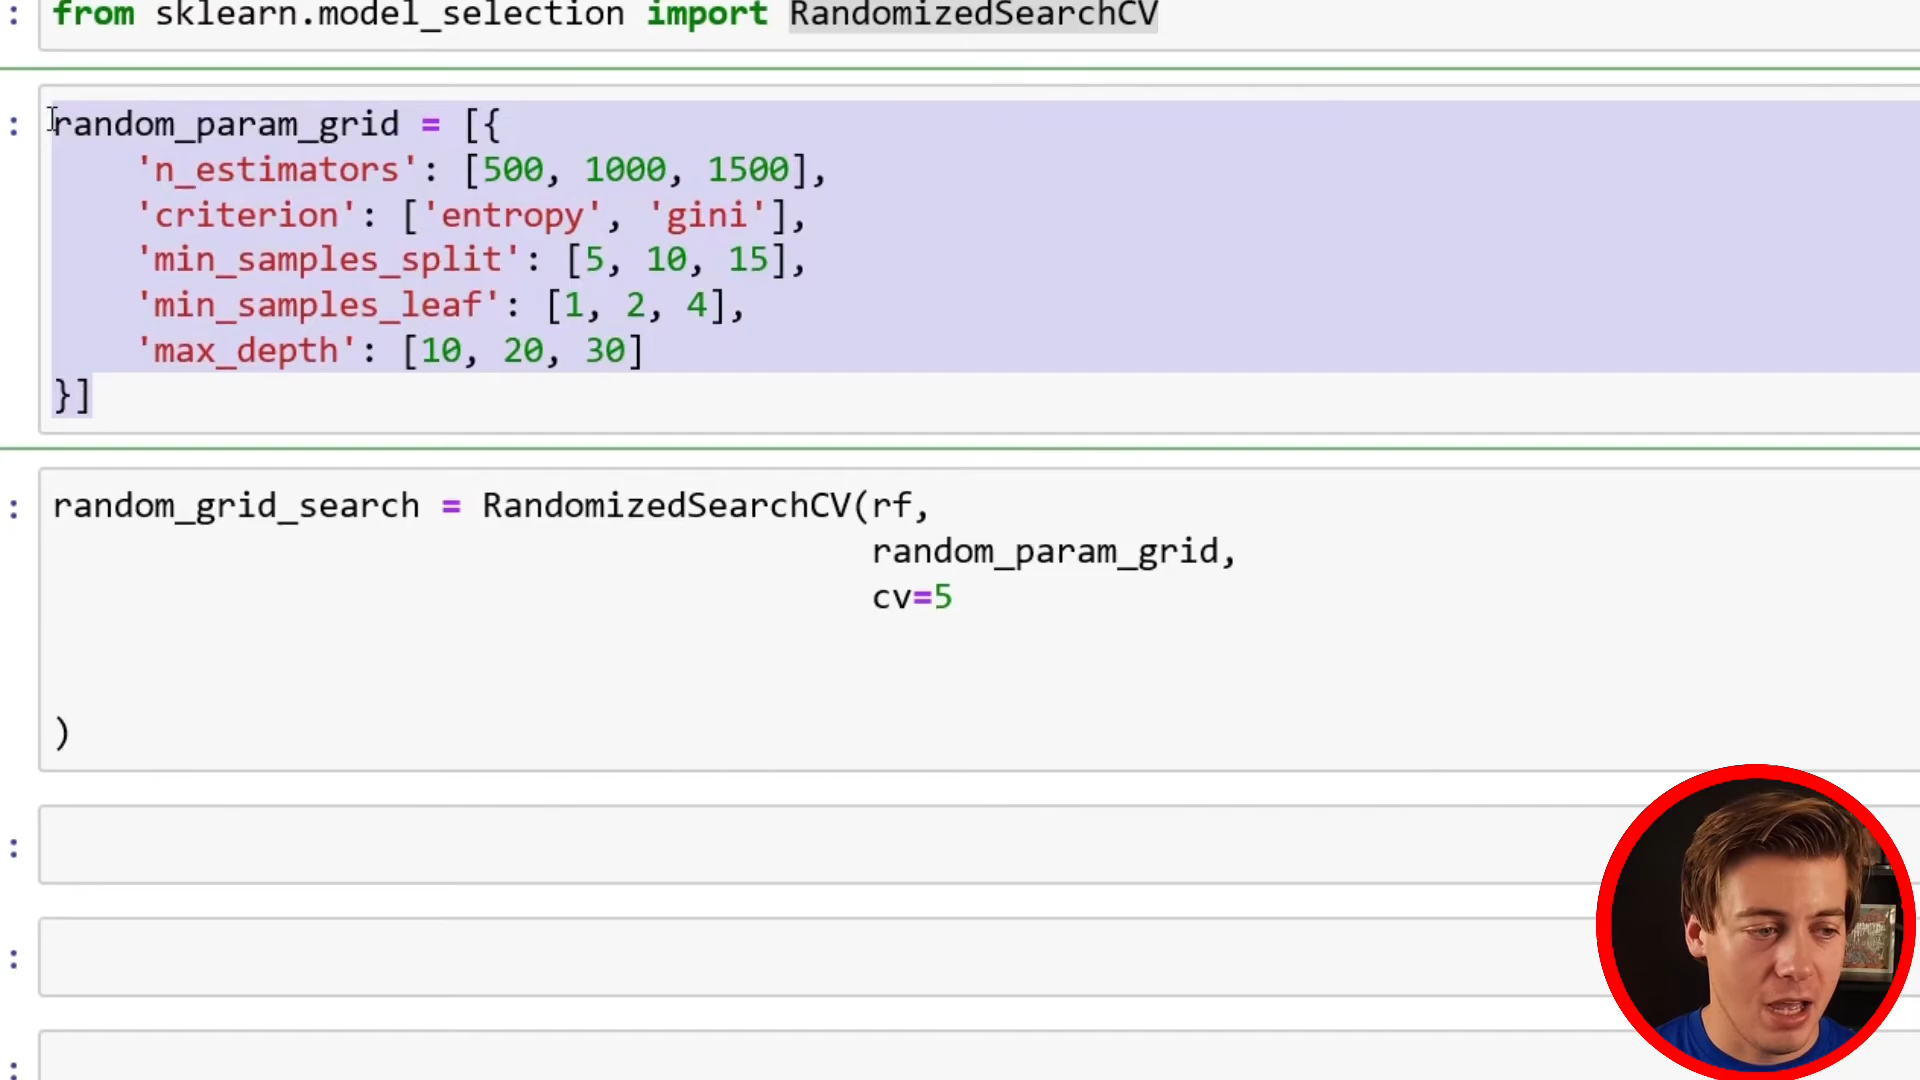 : from sklearn.model_selection import RandomizedSearchCV
: random_param_grid = [{
'n_estimators': [500, 1000, 1500],
'criterion': ['entropy', 'gini'],
'min_samples_split': [5, 10, 15],
'min_samples_leaf': [1, 2, 4],
'max_depth': [10, 20, 30]
}]
: random_grid_search = RandomizedSearchCV(rf,
random_param_grid,
cv=5
)
:
:
: